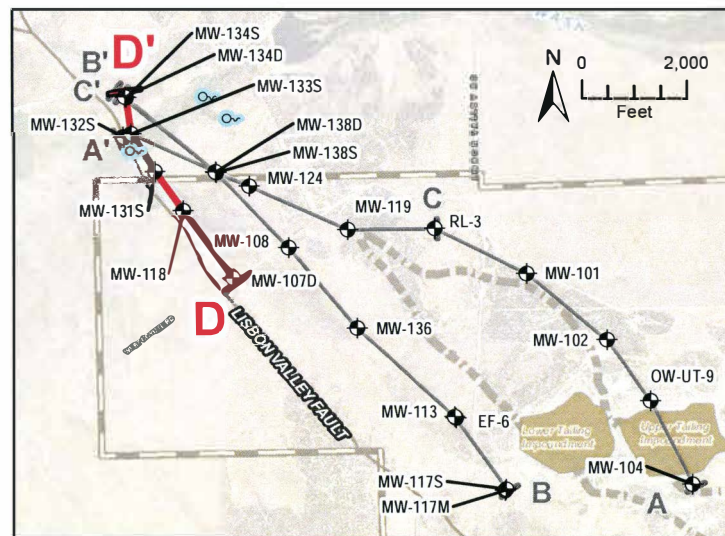 MW-134S
D'
B'
MW-134D
N
0
2,000
Feet
C'
MW-133S
MW-132S
MW-138D
A'
MW-138S
MW-124
C
MW-119
RL-3
MW-131S
MW-108
MW-101
MW-118
MW-107D
D
MW-136
MW-102
LISBON VALLEY FAULT
OW-UT-9
MW-113
EF-6
Lower Tailing
Impoundment
Upper Tailing
Impoundment
MW-117S
MW-104
B
A
MW-117M